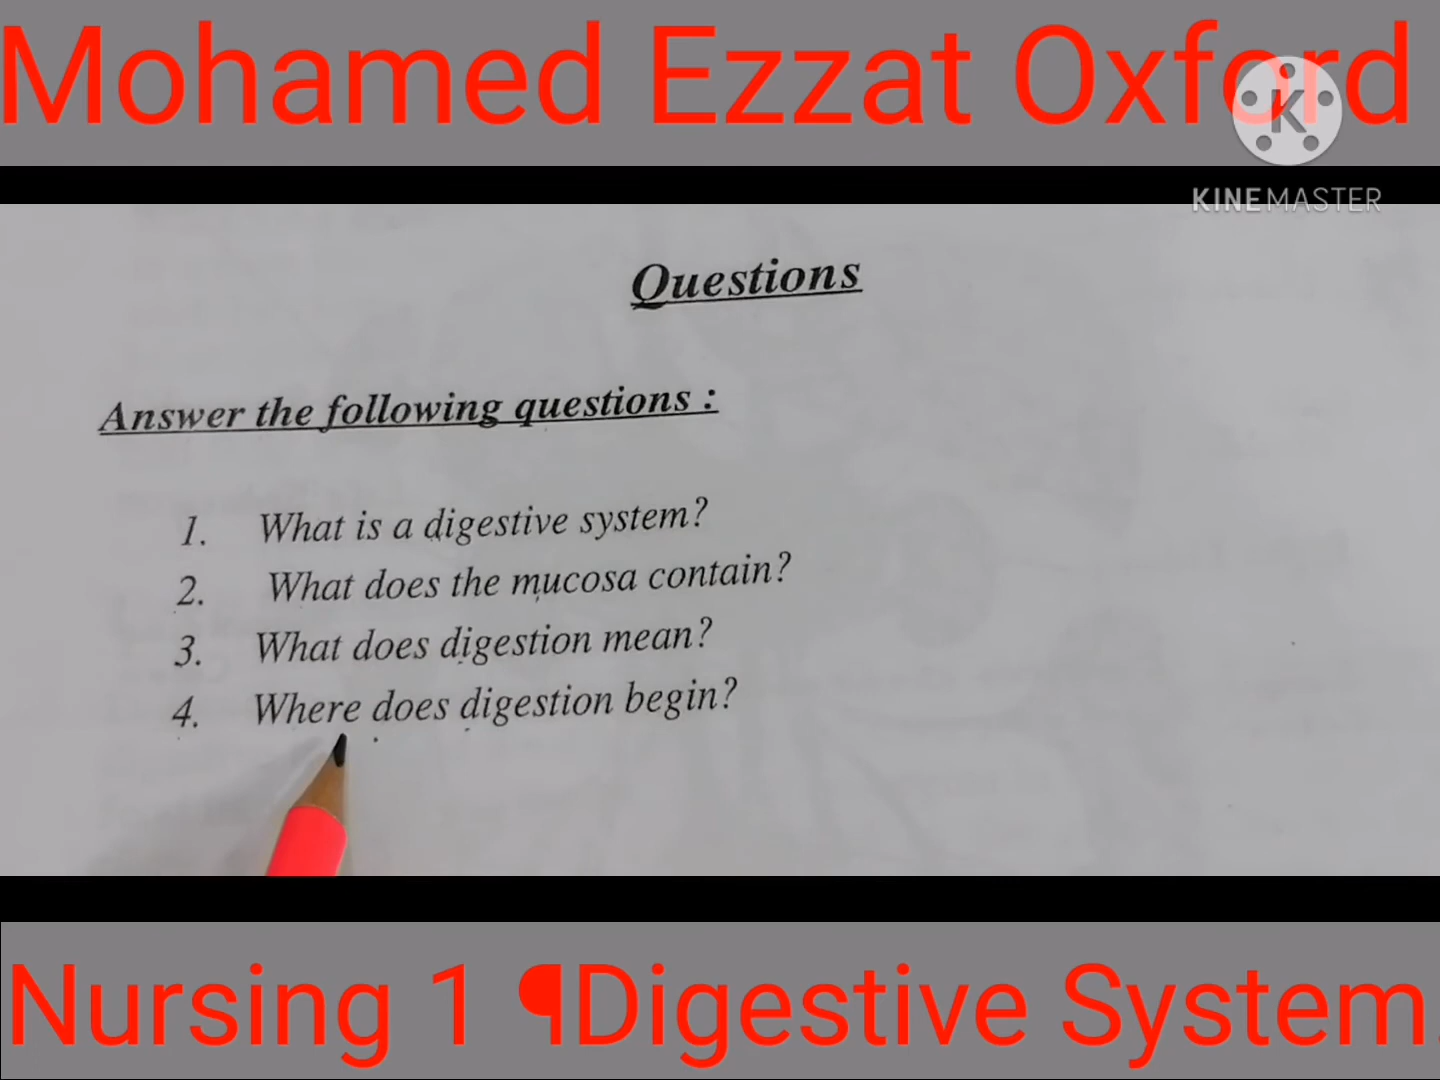 Mohamed Ezzat Oxford
K
KINEMASTER
Questions
Answer the following questions :
1. What is a digestive system?
2. What does the mucosa contain?
3. What does digestion mean?
4. Where does digestion begin?
Nursing 1 ¶Digestive System.